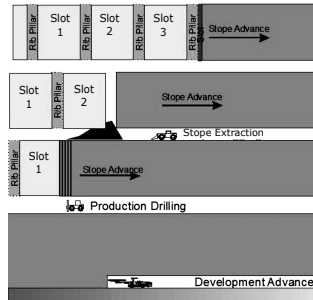 Rib Pillar
Slot
1
Rib Pillar
Slot
2
Rib Pillar
Slot
3
Rib Pillar
Slot
Stope Advance
Slot
1
Rib Pillar
Slot
2
Stope Advance
Stope Extraction
Rib Pillar
Slot
1
Stope Advance
Production Drilling
Development Advance